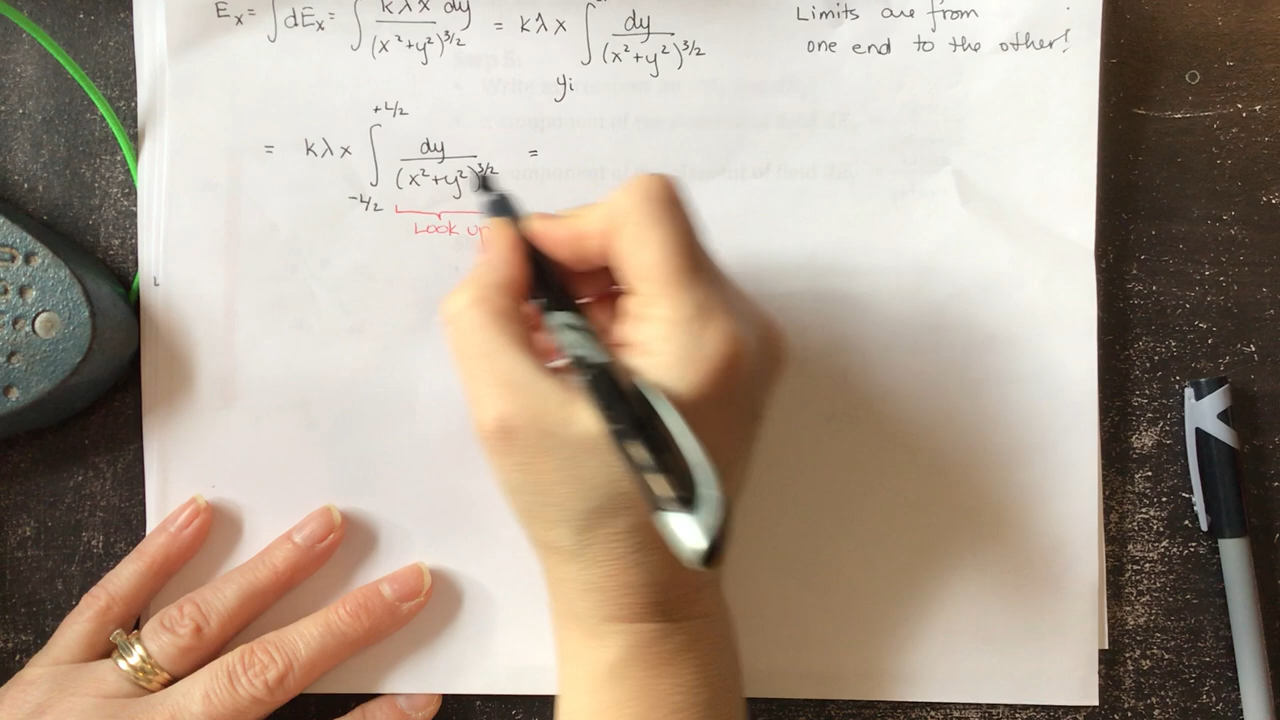 Eₓ = ∫dEₓ = ∫ kλx dy / (x²+y²)^3/2 = kλx ∫ yi dy / (x²+y²)^3/2
Limits are from
one end to the other!
= kλx ∫ -L/2 +L/2 dy / (x²+y²)^3/2 =
Look up